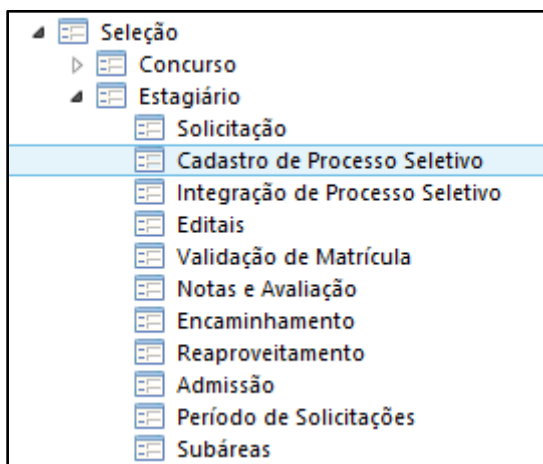 Seleção
Concurso
Estagiário
Solicitação
Cadastro de Processo Seletivo
Integração de Processo Seletivo
Editais
Validação de Matrícula
Notas e Avaliação
Encaminhamento
Reaproveitamento
Admissão
Período de Solicitações
Subáreas